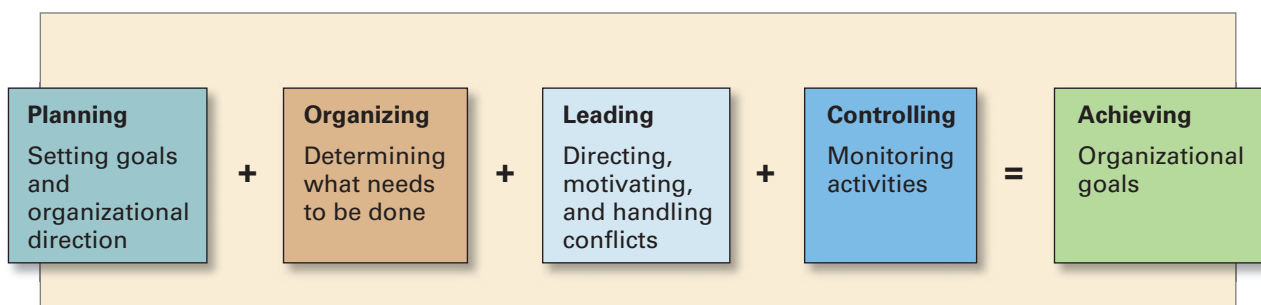 Planning
Setting goals
and
organizational
direction
+
Organizing
Determining
what needs
to be done
+
Leading
Directing,
motivating,
and handling
conflicts
+
Controlling
Monitoring
activities
=
Achieving
Organizational
goals